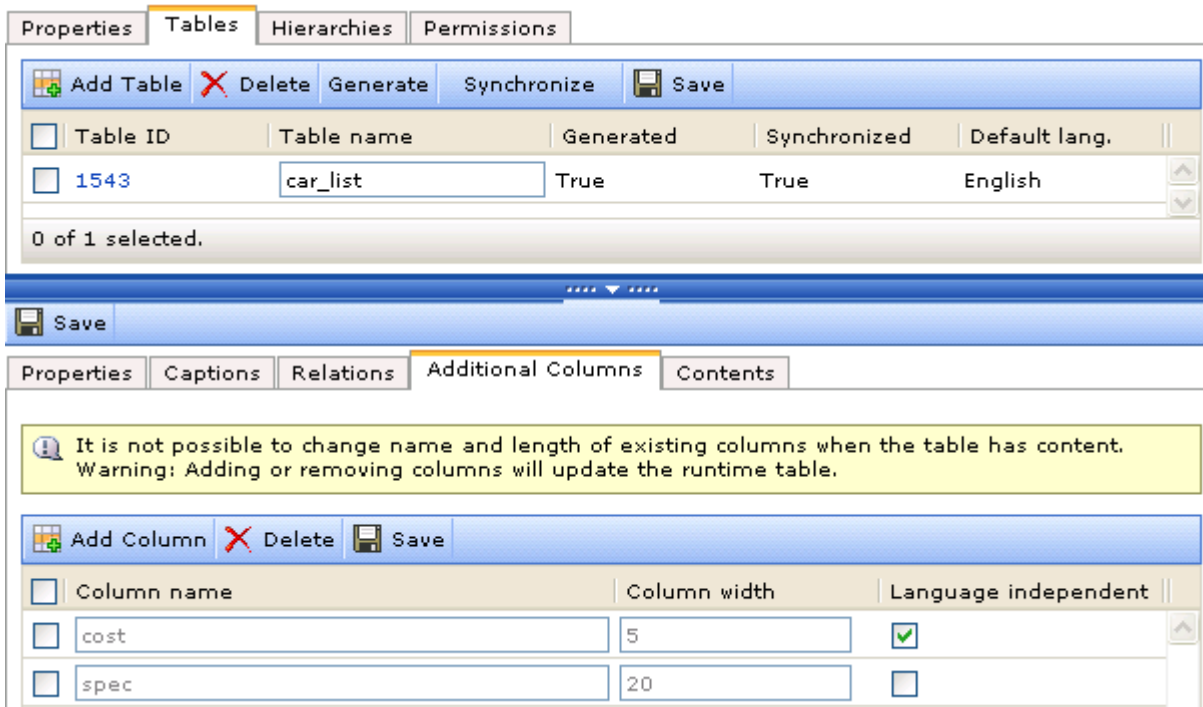 Properties Tables Hierarchies Permissions
Add Table Delete Generate Synchronize Save
Table ID Table name Generated Synchronized Default lang.
1543 car_list True True English
0 of 1 selected.
Save
Properties Captions Relations Additional Columns Contents
It is not possible to change name and length of existing columns when the table has content.
Warning: Adding or removing columns will update the runtime table.
Add Column Delete Save
Column name Column width Language independent
cost 5
spec 20